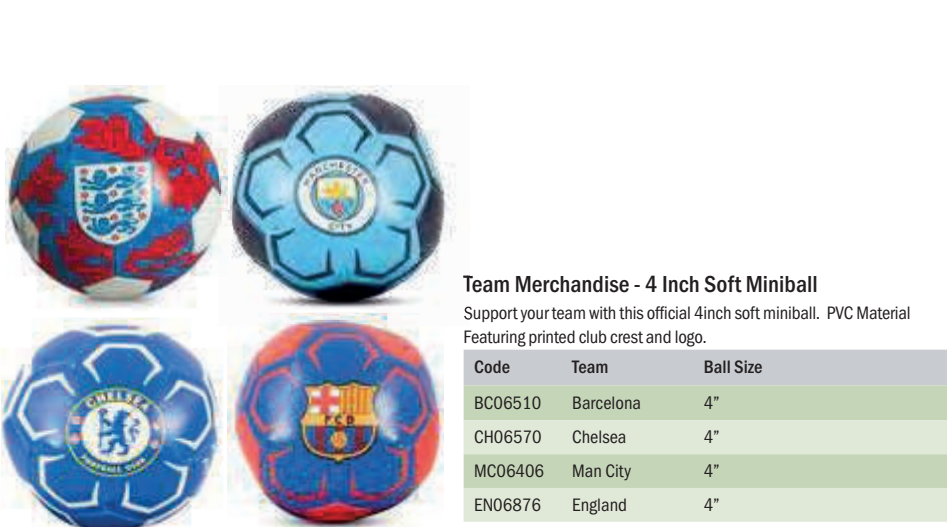 MANCHESTER
CITY
CHELSEA
FOOTBALL CLUB
F C B
Team Merchandise - 4 Inch Soft Miniball
Support your team with this official 4inch soft miniball. PVC Material
Featuring printed club crest and logo.
Code Team Ball Size
BC06510 Barcelona 4”
CH06570 Chelsea 4”
MC06406 Man City 4”
EN06876 England 4”